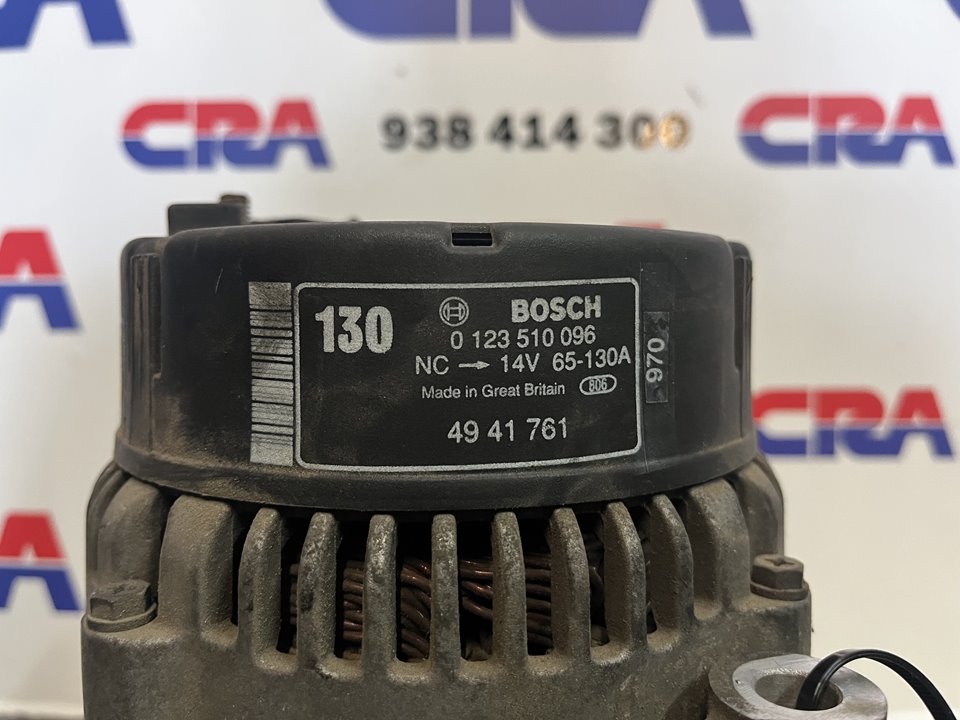 CRA 938 414 300 CRA
130 BOSCH
0 123 510 096
NC → 14V 65-130A
Made in Great Britain 806
49 41 761
970
CRA